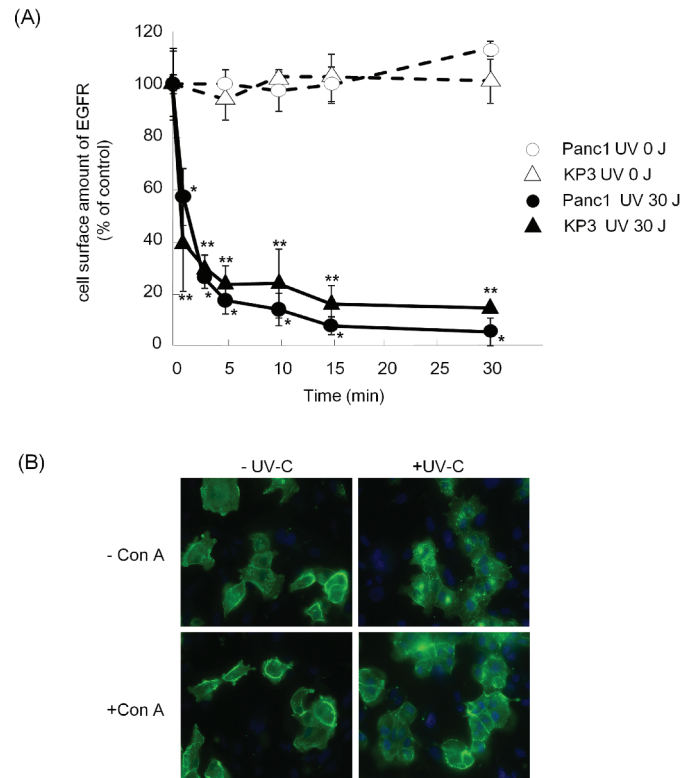 (A)
cell surface amount of EGFR
(% of control)
120
100
80
60
40
20
0
*
**
**
*
**
*
**
*
**
*
**
*
0 5 10 15 20 25 30
Time (min)
Panc1 UV 0 J
KP3 UV 0 J
Panc1 UV 30 J
KP3 UV 30 J
(B)
- UV-C +UV-C
- Con A
+Con A